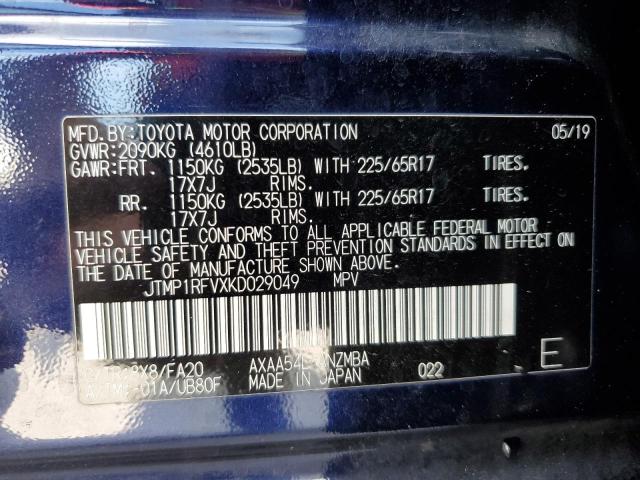 MFD.BY:TOYOTA MOTOR CORPORATION 05/19
GVWR:2090KG (4610LB)
GAWR:FRT. 1150KG (2535LB) WITH 225/65R17 TIRES.
17X7J RIMS.
RR. 1150KG (2535LB) WITH 225/65R17 TIRES.
17X7J RIMS.
THIS VEHICLE CONFORMS TO ALL APPLICABLE FEDERAL MOTOR
VEHICLE SAFETY AND THEFT PREVENTION STANDARDS IN EFFECT ON
THE DATE OF MANUFACTURE SHOWN ABOVE.
JTMP1RFVXKD029049 MPV
/FA20
MADE IN JAPAN 022 E